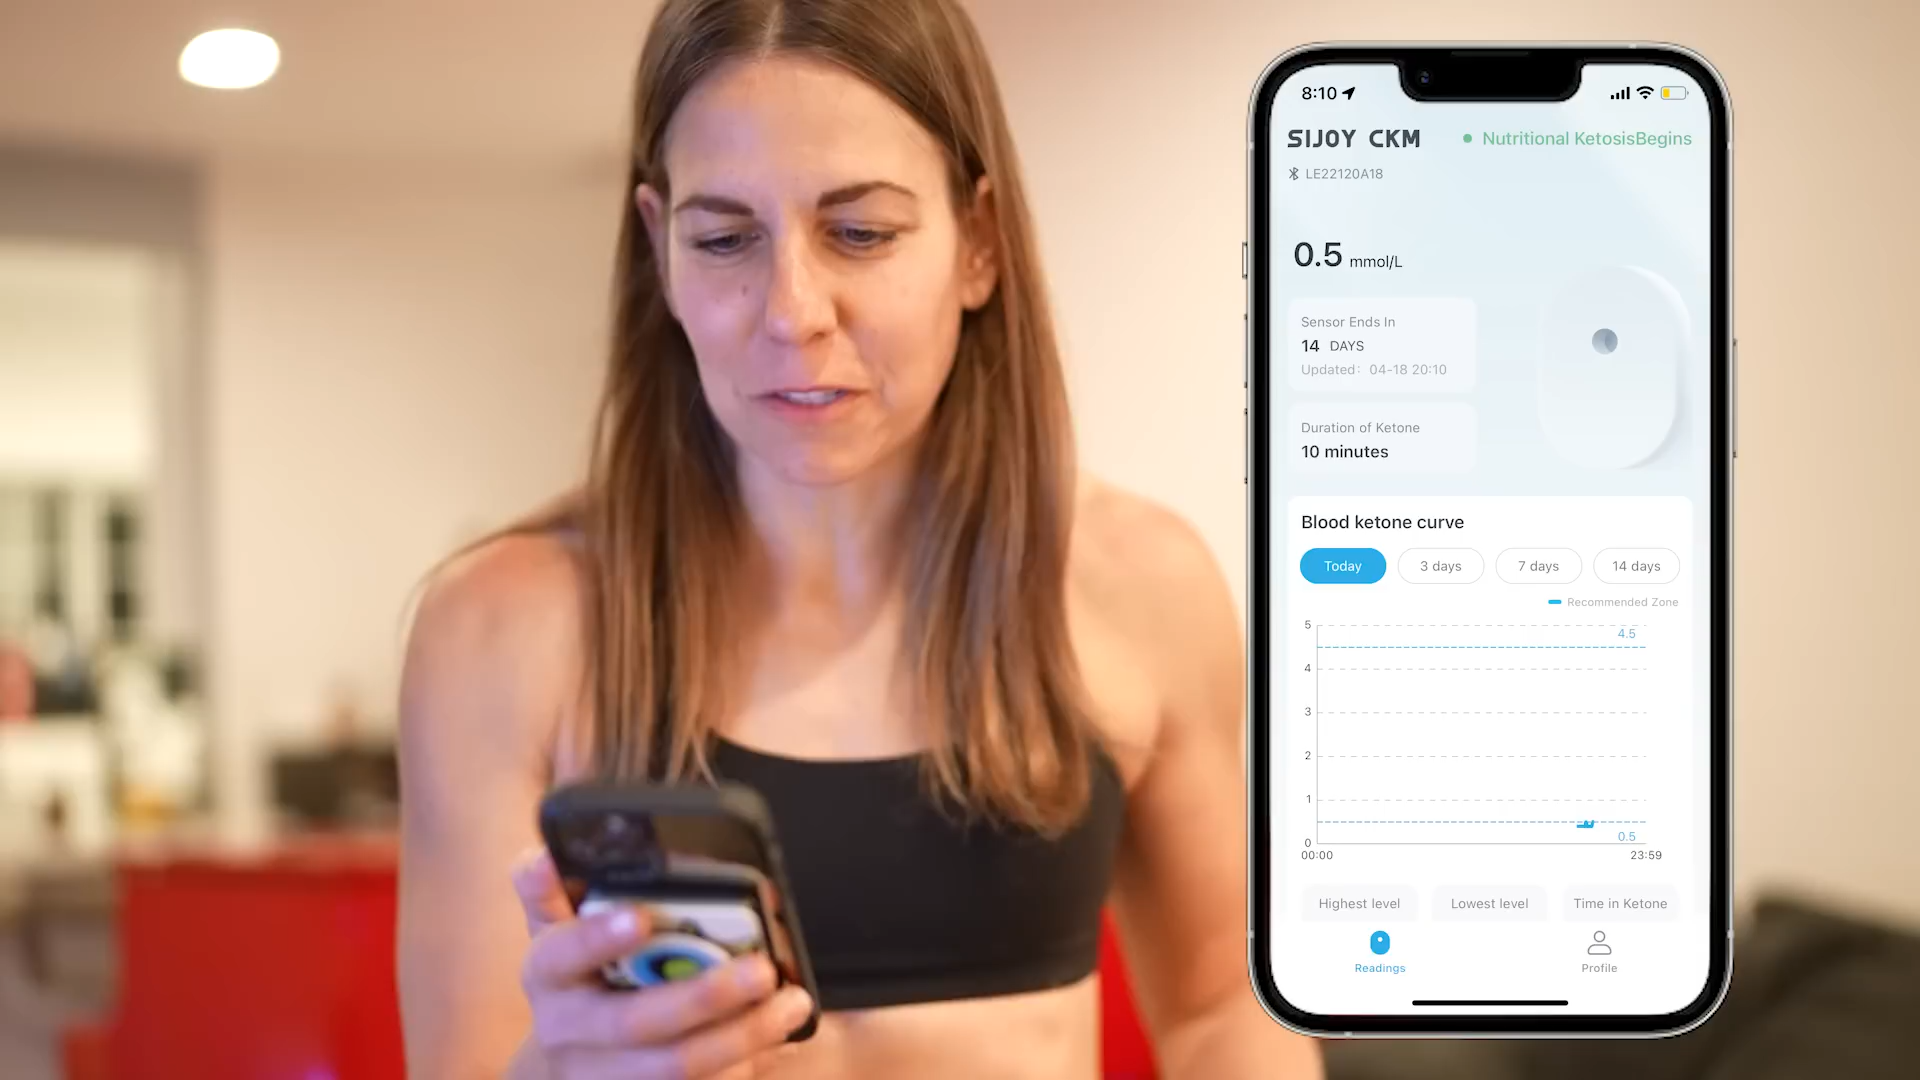 8:10
SIJOY CKM
Nutritional KetosisBegins
LE22120A18
0.5 mmol/L
Sensor Ends In
14 DAYS
Updated: 04-18 20:10
Duration of Ketone
10 minutes
Blood ketone curve
Today 3 days 7 days 14 days
Recommended Zone
5
4.5
4
3
2
1
0.5
0
00:00 23:59
Highest level Lowest level Time in Ketone
Readings Profile